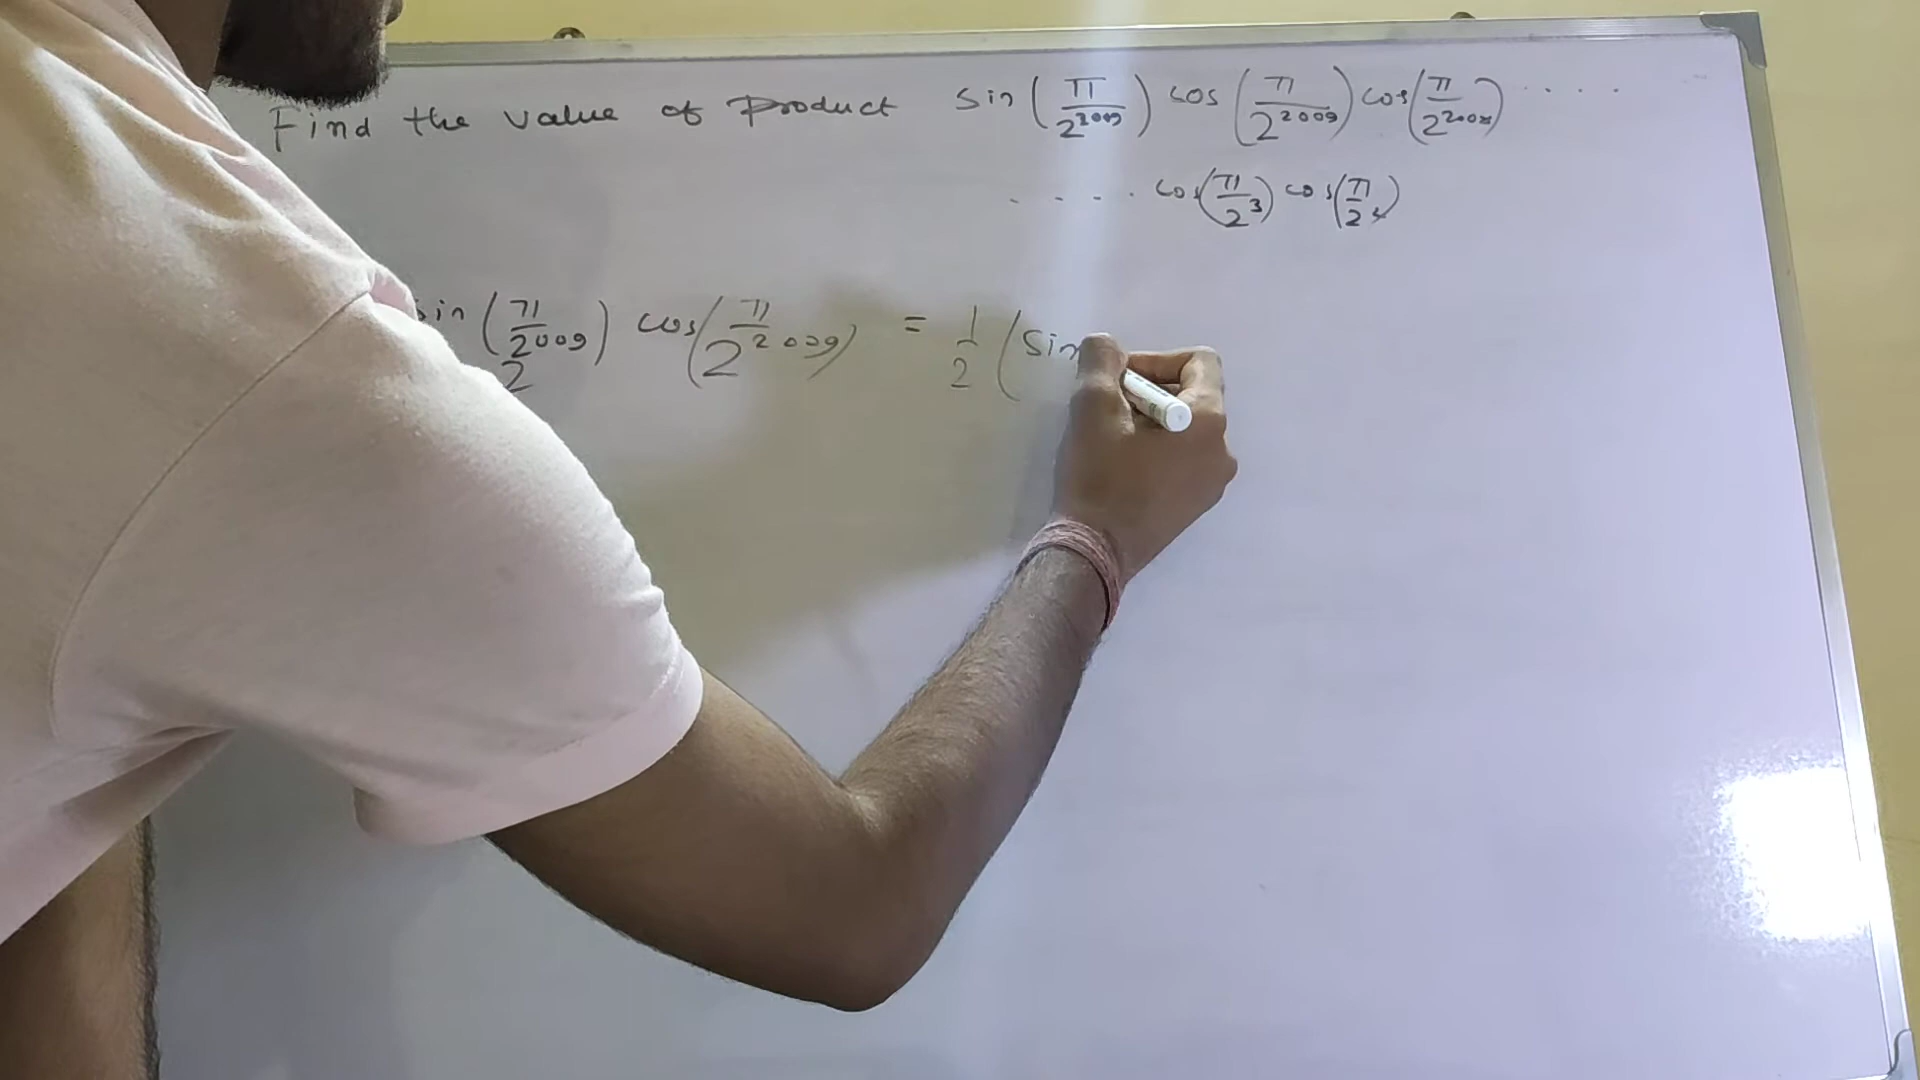 Find the value of product sin(π/2^2009) cos(π/2^2009) cos(π/2^2008) ....
.... cos(π/2^3) cos(π/2^2)
sin(π/2^2009) cos(π/2^2009) = 1/2 (sin